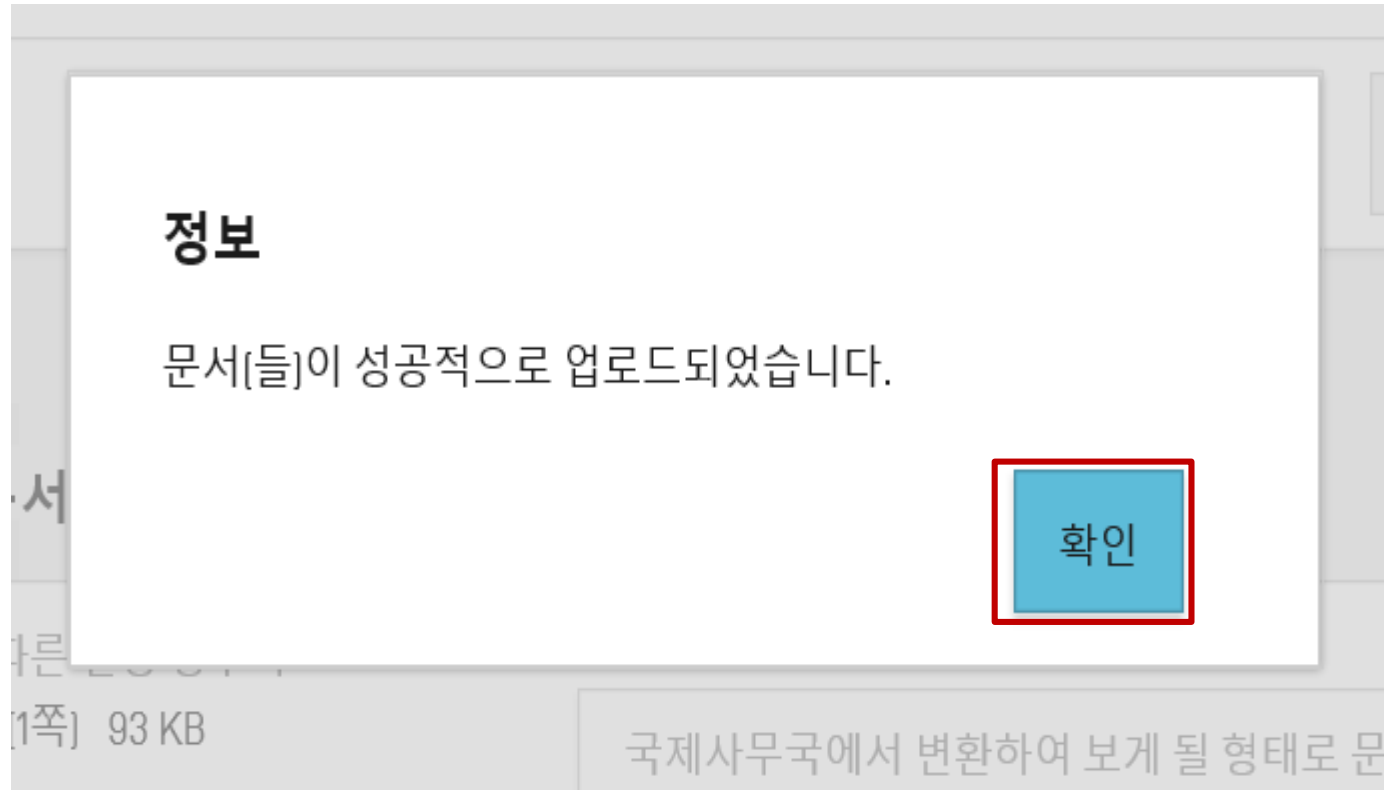 정보
문서(들)이 성공적으로 업로드되었습니다.
서
확인
따른
(1쪽) 93 KB
국제사무국에서 변환하여 보게 될 형태로 문